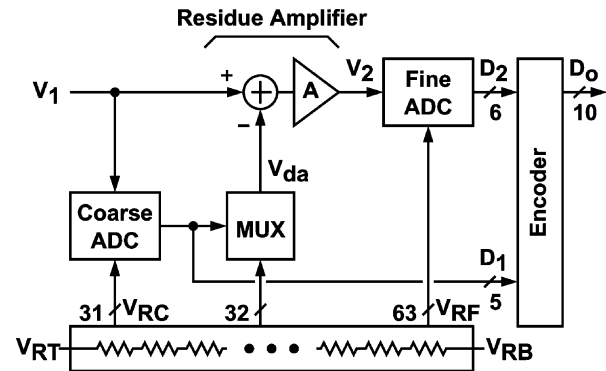 Residue Amplifier
V1
+
−
A
V2
Fine
ADC
D2
6
Do
10
Encoder
Vda
Coarse
ADC
MUX
D1
5
31
VRC
32
63
VRF
VRT
VRB